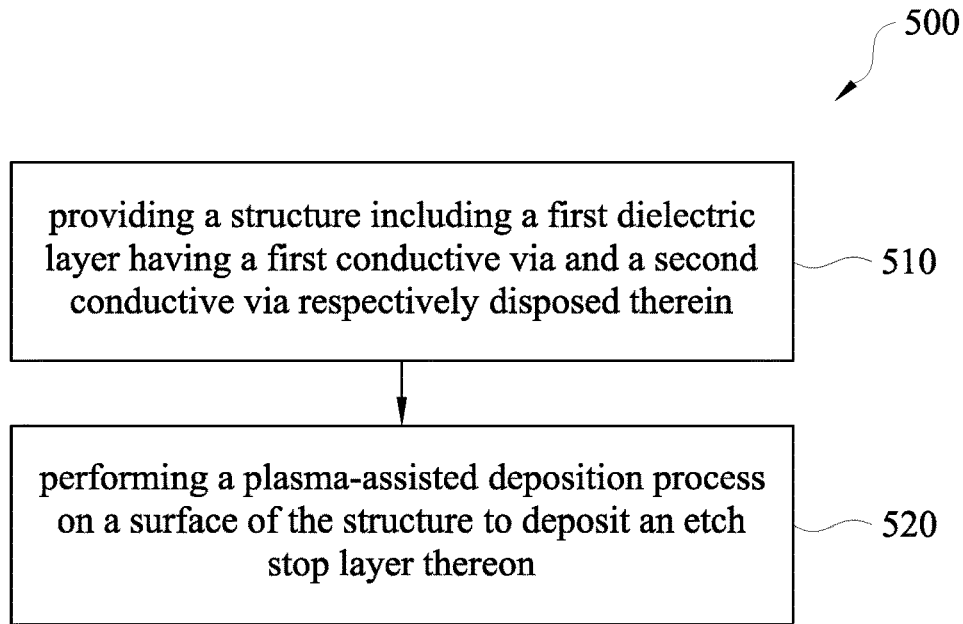 500
providing a structure including a first dielectric
layer having a first conductive via and a second
conductive via respectively disposed therein
510
performing a plasma-assisted deposition process
on a surface of the structure to deposit an etch
stop layer thereon
520